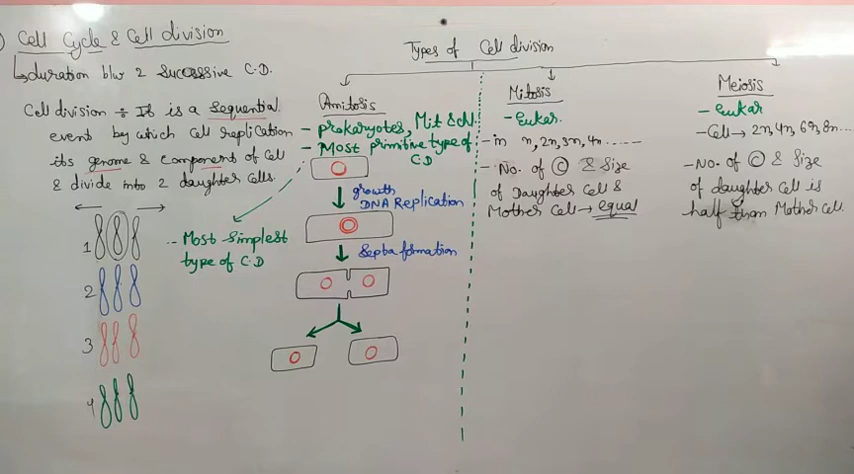 ) Cell Cycle & Cell division
↳ duration b/w 2 Successive C.D.
Cell division ÷ It is a Sequential
event by which Cell Replication
its genome & Component of Cell
& divide into 2 daughter Cells.
1
2
3
4
Types of Cell division
Amitosis
- prokaryotes, Mit &
- Most primitive type of
C.D
growth
DNA Replication
Septa formation
-- Most Simplest
type of C.D
Mitosis
- Eukar.
- in n, 2n, 3n, 4n ......
- No. of Ⓒ & Size
of Daughter Cell &
Mother Cell → equal
Meiosis
- Eukar
- Cell → 2n, 4n, 6n, 8n...
- No. of Ⓒ & Size
of daughter Cell is
half than Mother Cell.